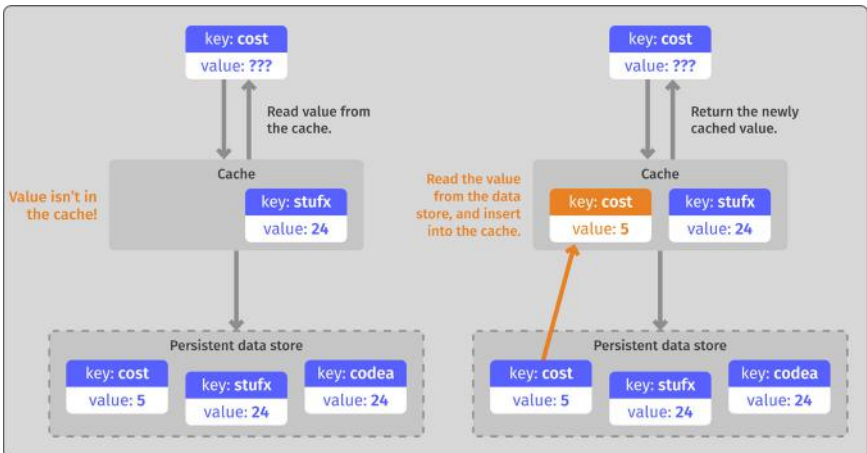 key: cost
value: ???
Read value from
the cache.
Cache
Value isn't in
the cache!
key: stufx
value: 24
Persistent data store
key: cost
value: 5
key: stufx
value: 24
key: codea
value: 24
key: cost
value: ???
Return the newly
cached value.
Cache
Read the value
from the data
store, and insert
into the cache.
key: cost
value: 5
key: stufx
value: 24
Persistent data store
key: cost
value: 5
key: stufx
value: 24
key: codea
value: 24